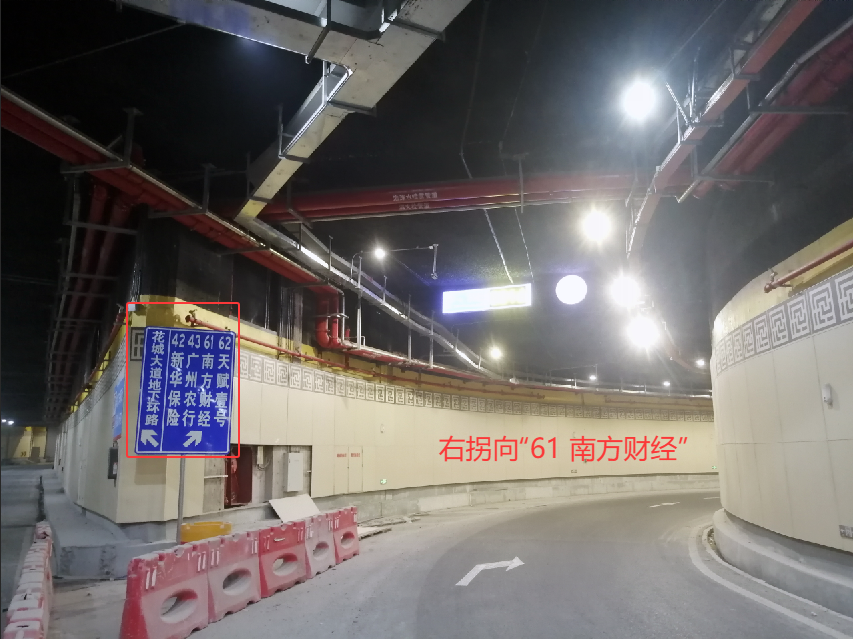 花城大道地下环路
42 新华保险
43 广州农行
61 南方财经
62 天赋壹号
右拐向“61 南方财经”